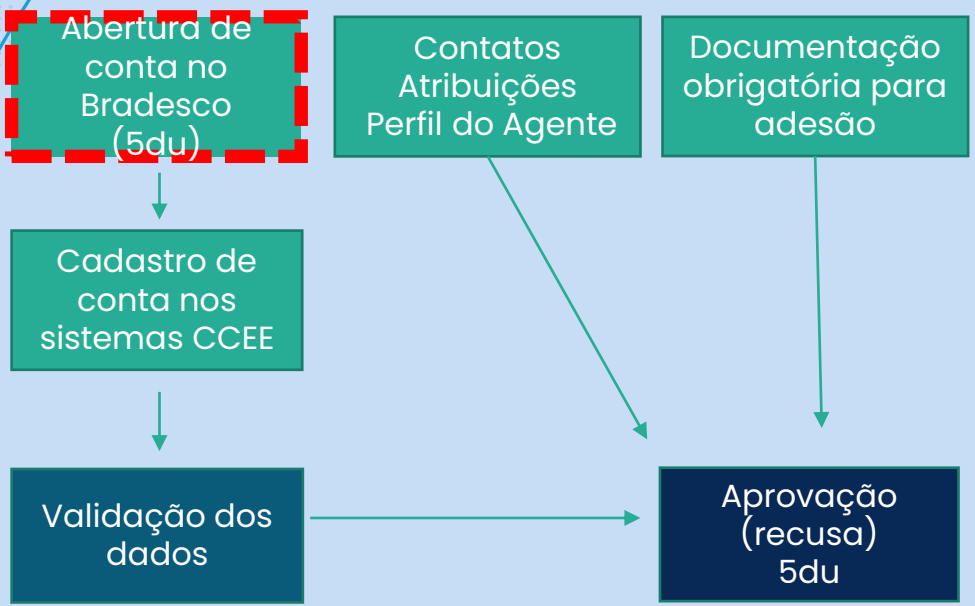 Abertura de
conta no
Bradesco
(5du)
Contatos
Atribuições
Perfil do Agente
Documentação
obrigatória para
adesão
Cadastro de
conta nos
sistemas CCEE
Validação dos
dados
Aprovação
(recusa)
5du